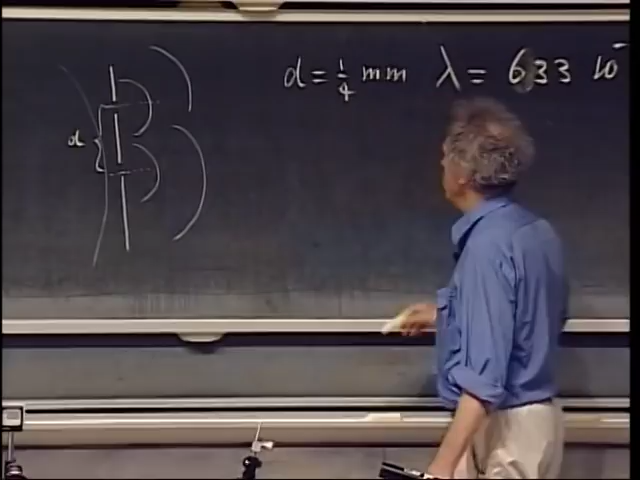 d = 1/4 mm λ = 633 10⁻
d